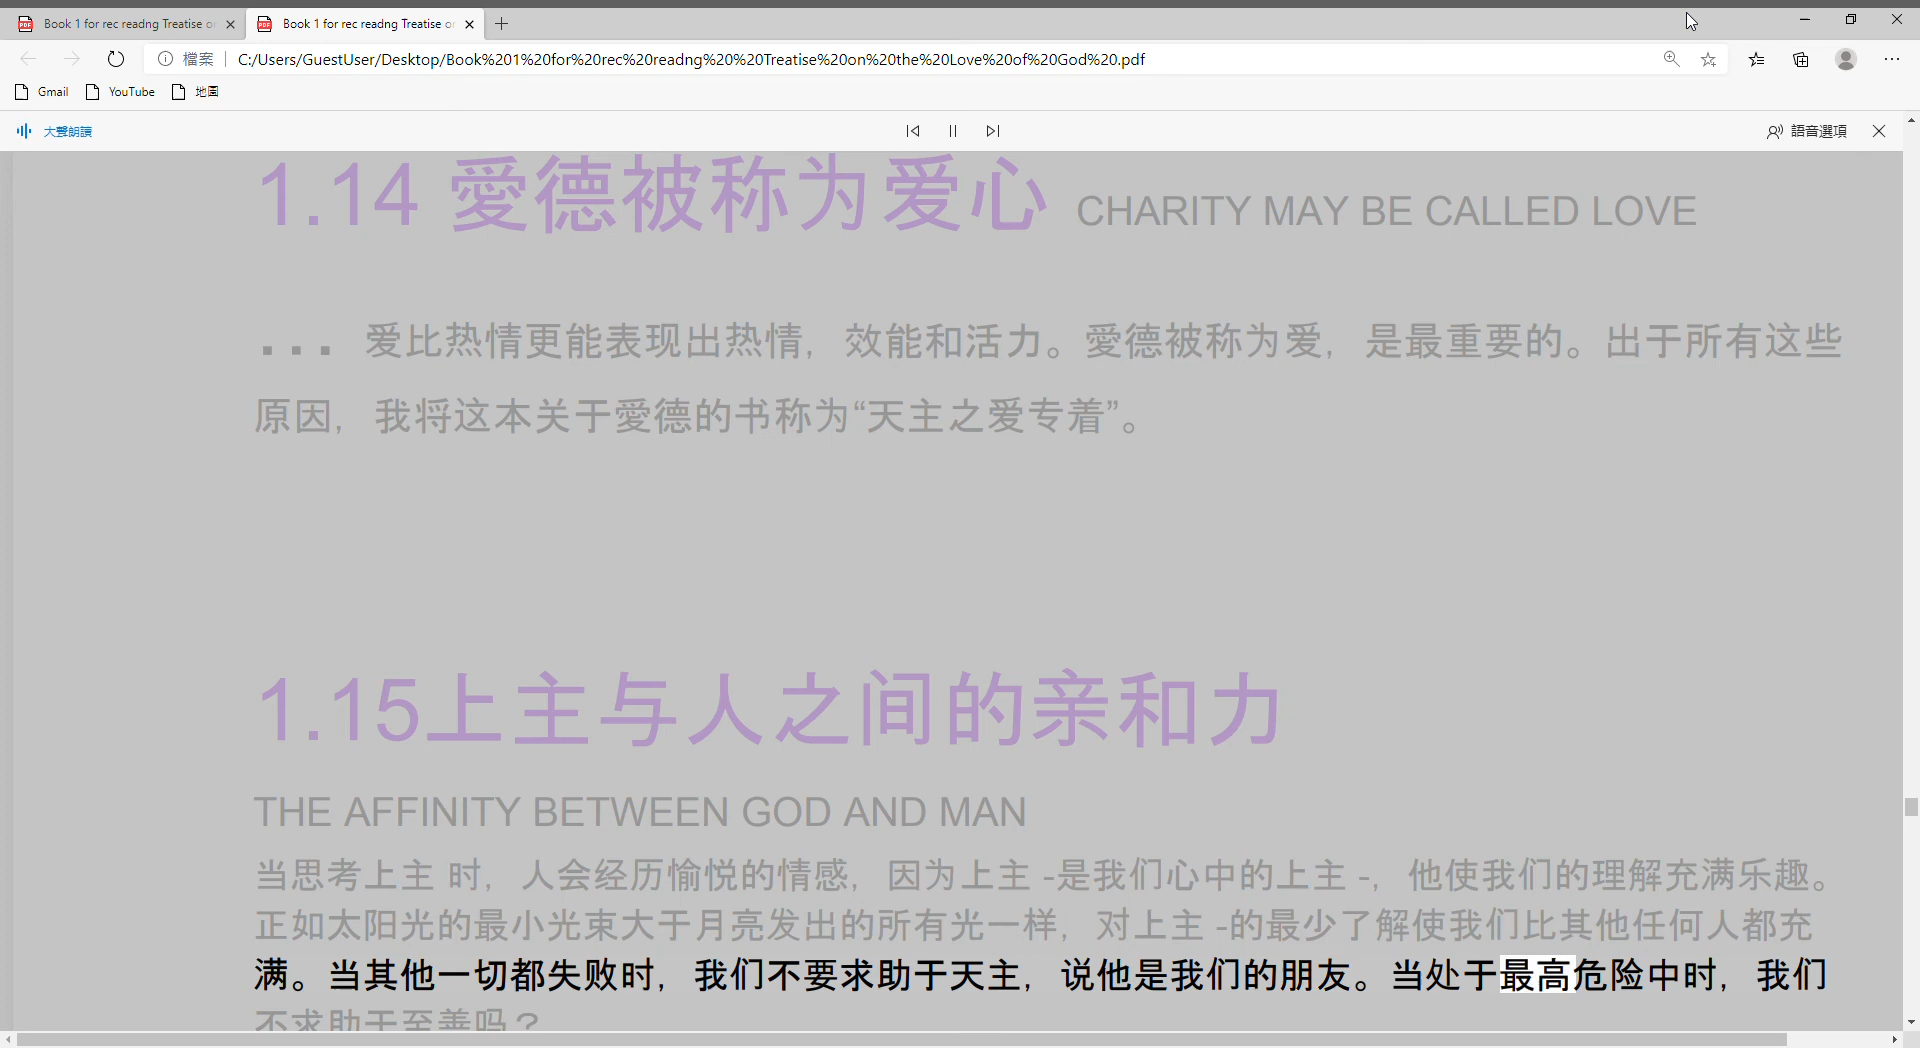 Book 1 for rec readng Treatise or
Book 1 for rec readng Treatise or
檔案
C:/Users/GuestUser/Desktop/Book%201%20for%20rec%20readng%20%20Treatise%20on%20the%20Love%20of%20God%20.pdf
Gmail YouTube 地圖
大聲朗讀
語音選項
1.14 愛德被称为爱心 CHARITY MAY BE CALLED LOVE
... 爱比热情更能表现出热情，效能和活力。愛德被称为爱，是最重要的。出于所有这些
原因，我将这本关于愛德的书称为“天主之爱专着”。
1.15上主与人之间的亲和力
THE AFFINITY BETWEEN GOD AND MAN
当思考上主 时，人会经历愉悦的情感，因为上主 -是我们心中的上主 -，他使我们的理解充满乐趣。
正如太阳光的最小光束大于月亮发出的所有光一样，对上主 -的最少了解使我们比其他任何人都充
满。当其他一切都失败时，我们不要求助于天主，说他是我们的朋友。当处于最高危险中时，我们
不求助于至善吗？